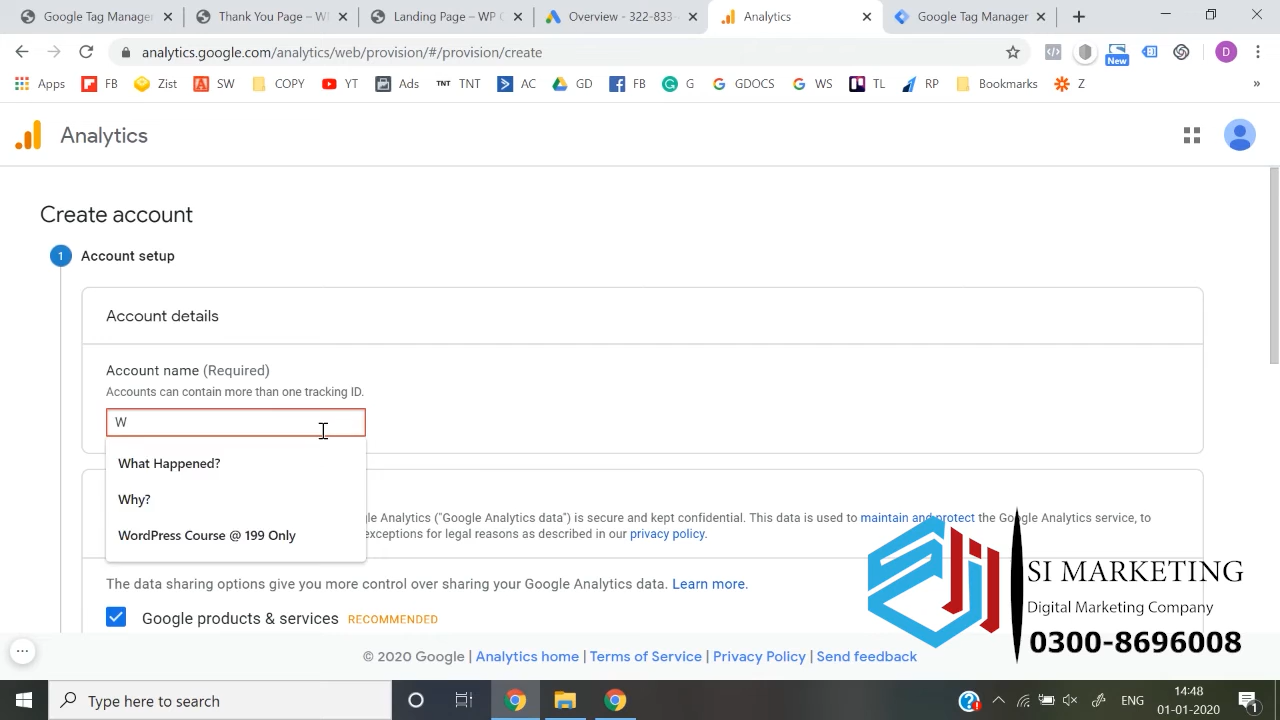 Google Tag Manager
Thank You Page – W
Landing Page – WP C
Overview - 322-833-
Analytics
Google Tag Manager
analytics.google.com/analytics/web/provision/#/provision/create
New
D
Apps
FB
Zist
SW
COPY
YT
Ads
TNT TNT
AC
GD
FB
G
GDOCS
WS
TL
RP
Bookmarks
Z
»
Analytics
Create account
1 Account setup
Account details
Account name (Required)
Accounts can contain more than one tracking ID.
W
What Happened?
Why?
WordPress Course @ 199 Only
gle Analytics ("Google Analytics data") is secure and kept confidential. This data is used to maintain and protect the Google Analytics service, to
exceptions for legal reasons as described in our privacy policy.
The data sharing options give you more control over sharing your Google Analytics data. Learn more.
Google products & services RECOMMENDED
SI MARKETING
Digital Marketing Company
0300-8696008
© 2020 Google | Analytics home | Terms of Service | Privacy Policy | Send feedback
Type here to search
ENG
14:48
01-01-2020
1